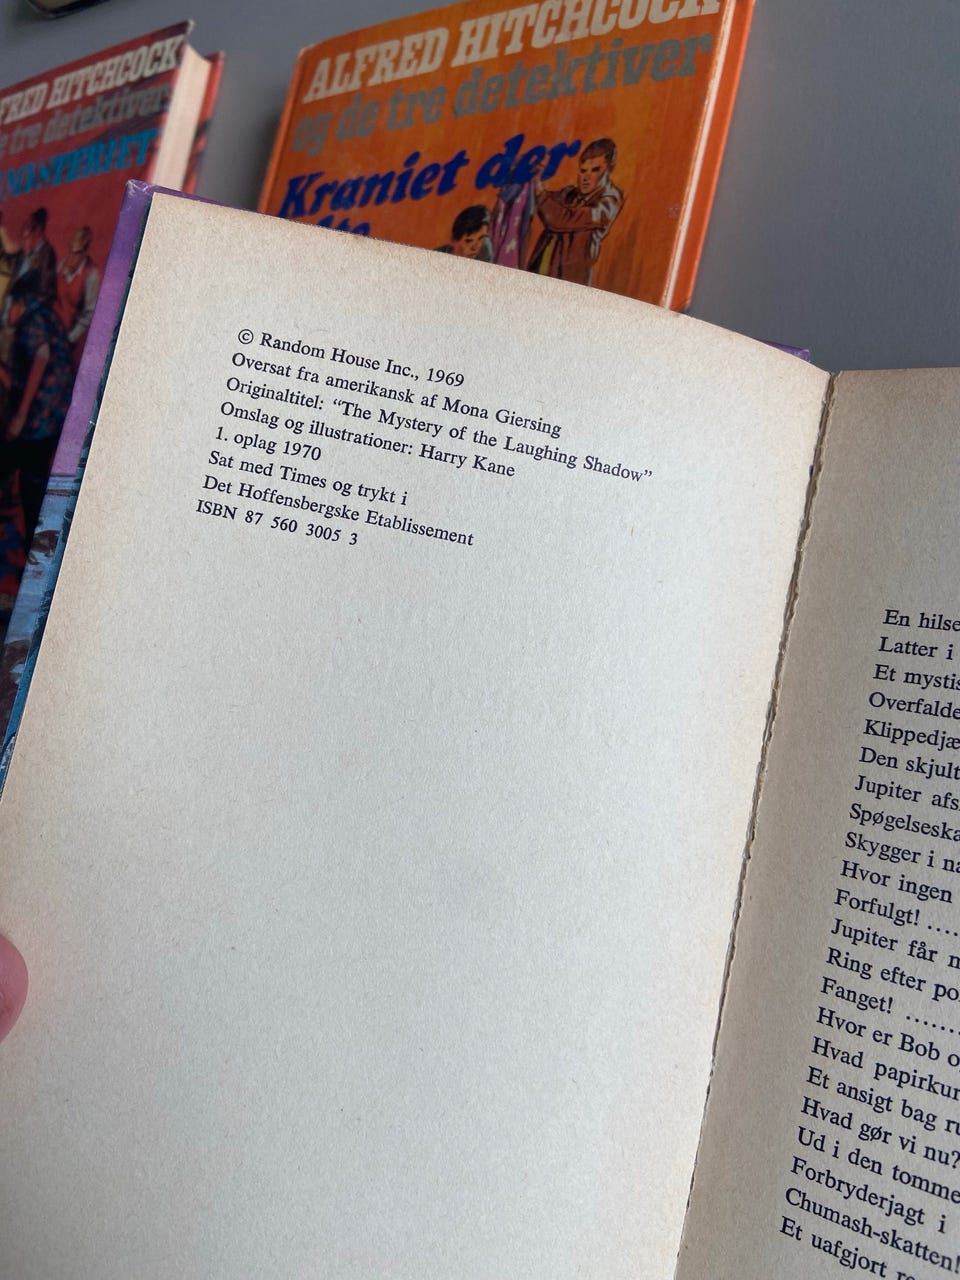 FRED HITCHCOCK
de tre detektiver
ALFRED HITCHCOCK
og de tre detektiver
Kraniet der
© Random House Inc., 1969
Oversat fra amerikansk af Mona Giersing
Originaltitel: “The Mystery of the Laughing Shadow”
Omslag og illustrationer: Harry Kane
1. oplag 1970
Sat med Times og trykt i
Det Hoffensbergske Etablissement
ISBN 87 560 3005 3
En hilse
Latter i
Et mystis
Overfalde
Klippedjæ
Den skjult
Jupiter afs
Spøgelseska
Skygger i na
Hvor ingen
Forfulgt! ....
Jupiter får m
Ring efter po
Fanget! ......
Hvor er Bob o
Hvad papirkur
Et ansigt bag ru
Hvad gør vi nu?
Ud i den tomme
Forbryderjagt i
Chumash-skatten!
Et uafgjort